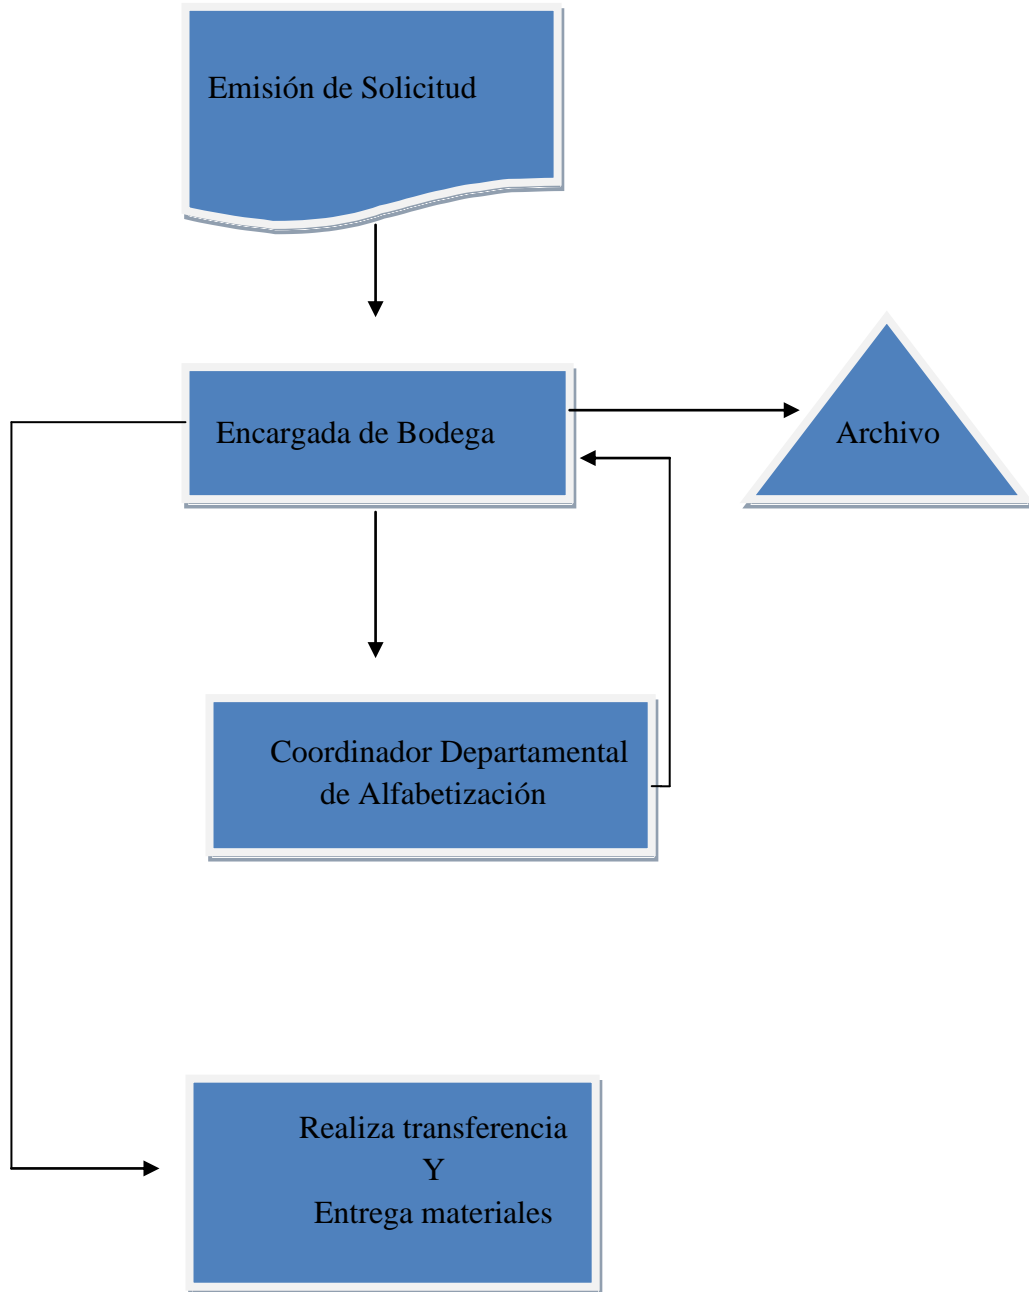 Emisión de Solicitud
Encargada de Bodega
Archivo
Coordinador Departamental
de Alfabetización
Realiza transferencia
Y
Entrega materiales